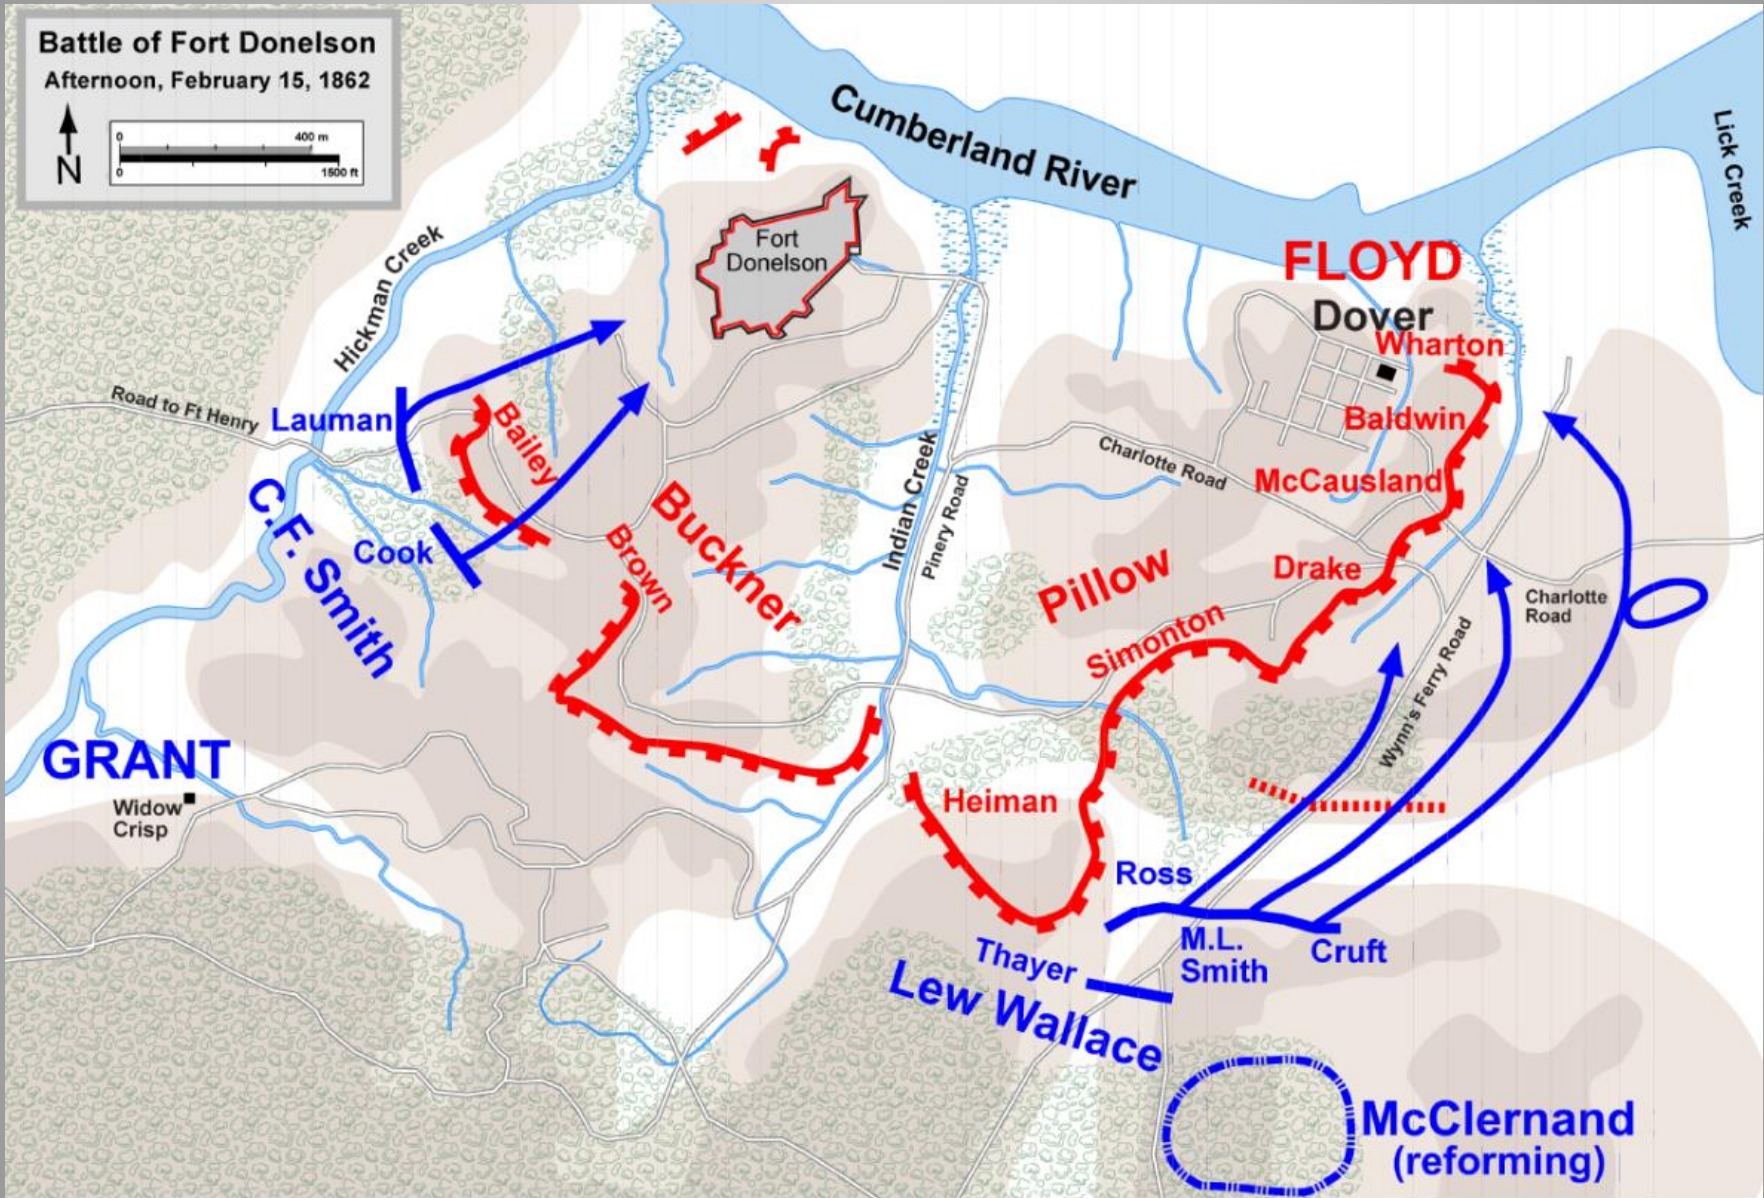 Battle of Fort Donelson
Afternoon, February 15, 1862
N
0
400 m
0
1500 ft
Cumberland River
Lick Creek
Hickman Creek
Fort
Donelson
FLOYD
Dover
Wharton
Road to Ft Henry
Lauman
Bailey
Baldwin
Charlotte Road
McCausland
C.F. Smith
Cook
Brown
Buckner
Indian Creek
Pinery Road
Pillow
Drake
Simonton
Charlotte
Road
Wynn's Ferry Road
GRANT
Widow
Crisp
Heiman
Ross
M.L.
Smith
Cruft
Thayer
Lew Wallace
McClernand
(reforming)